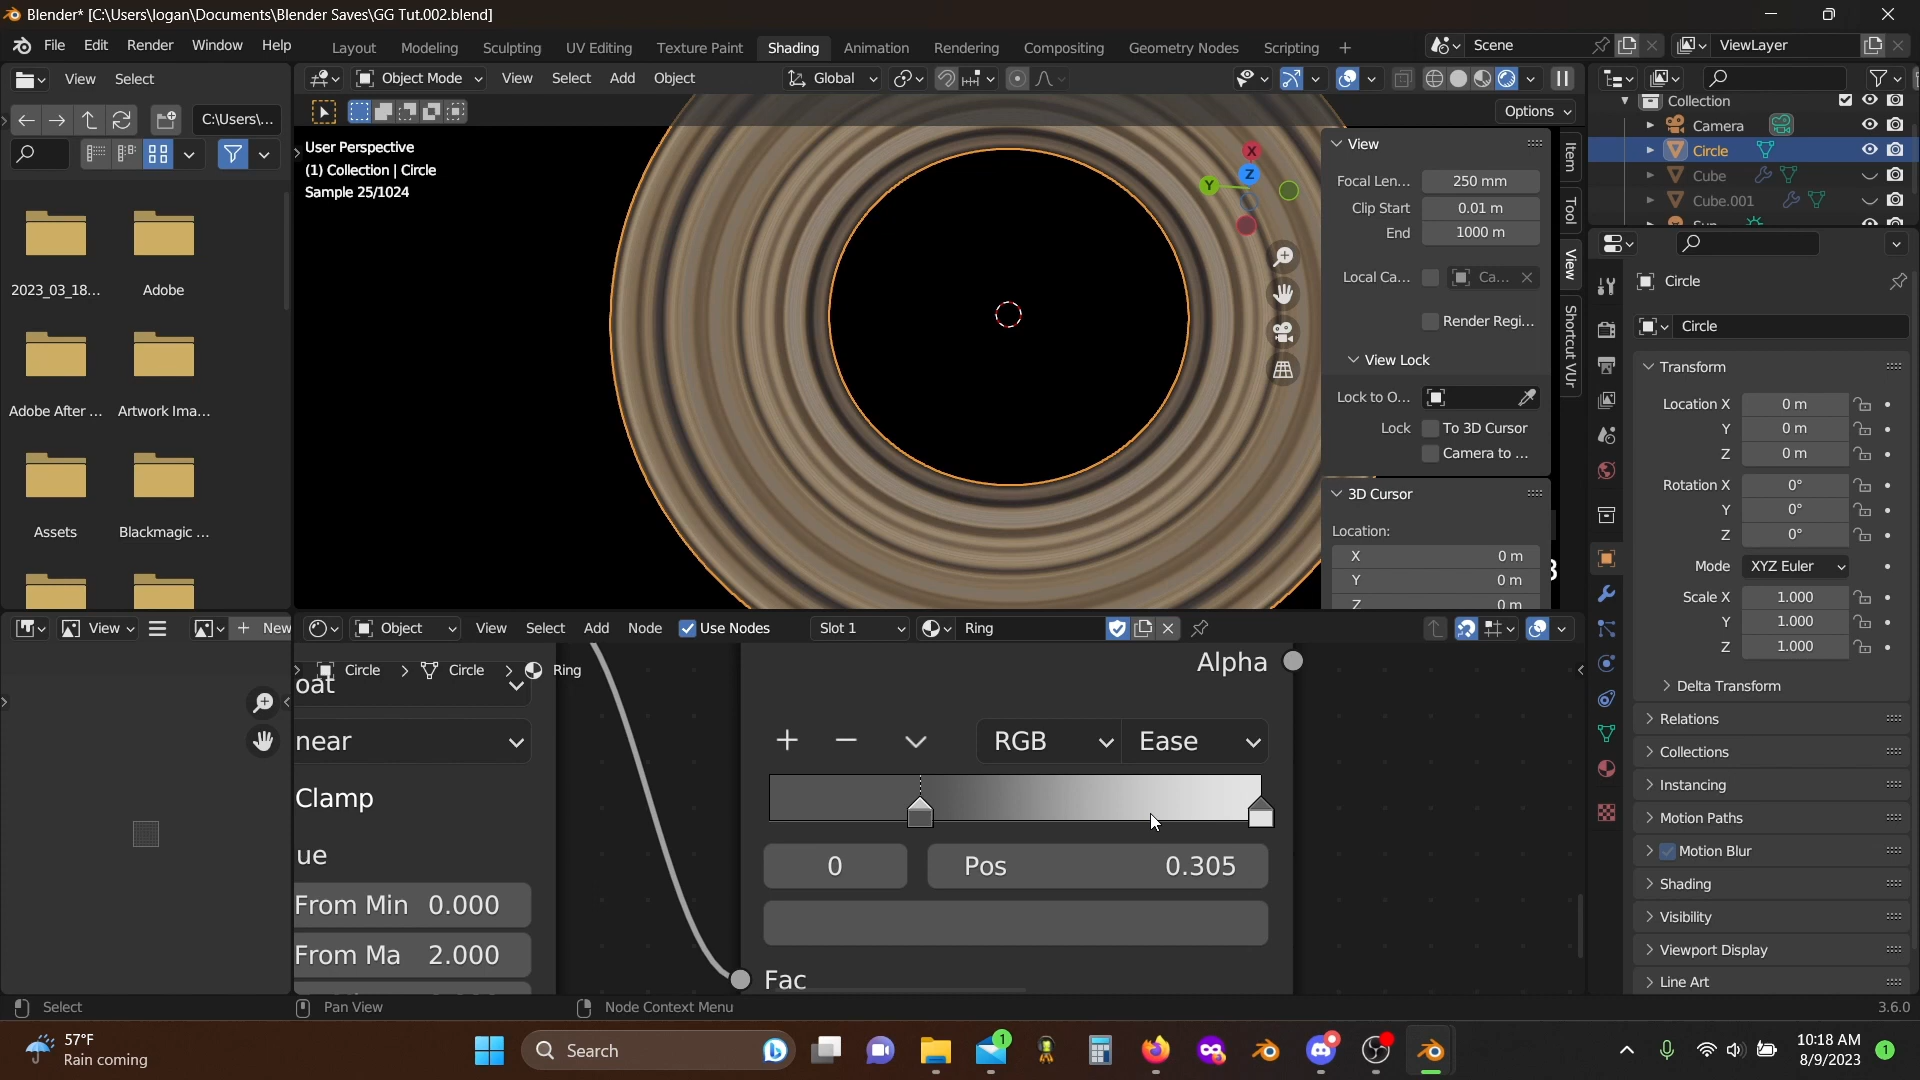 Blender* [C:\Users\logan\Documents\Blender Saves\GG Tut.002.blend]
File Edit Render Window Help
Layout Modeling Sculpting UV Editing Texture Paint Shading Animation Rendering Compositing Geometry Nodes Scripting +
Scene
ViewLayer
View Select
C:\Users\...
2023_03_18...
Adobe
Adobe After ...
Artwork Ima...
Assets
Blackmagic ...
Object Mode View Select Add Object
Global
Options
User Perspective
(1) Collection | Circle
Sample 25/1024
X
Y
Z
View
Focal Len... 250 mm
Clip Start 0.01 m
End 1000 m
Local Ca... Ca...
Render Regi...
View Lock
Lock to O...
Lock To 3D Cursor
Camera to ...
3D Cursor
Location:
X 0 m
Y 0 m
Z 0 m
Item
Tool
View
Shortcut VUr
Collection
Camera
Circle
Cube
Cube.001
Circle
Circle
Transform
Location X 0 m
Y 0 m
Z 0 m
Rotation X 0°
Y 0°
Z 0°
Mode XYZ Euler
Scale X 1.000
Y 1.000
Z 1.000
Delta Transform
Relations
Collections
Instancing
Motion Paths
Motion Blur
Shading
Visibility
Viewport Display
Line Art
View
New
Object View Select Add Node Use Nodes Slot 1 Ring
Circle > Circle > Ring
oat
near
Clamp
ue
From Min 0.000
From Ma 2.000
Alpha
RGB Ease
0 Pos 0.305
Fac
Select Pan View Node Context Menu 3.6.0
57°F
Rain coming
Search
1
10:18 AM
8/9/2023
1